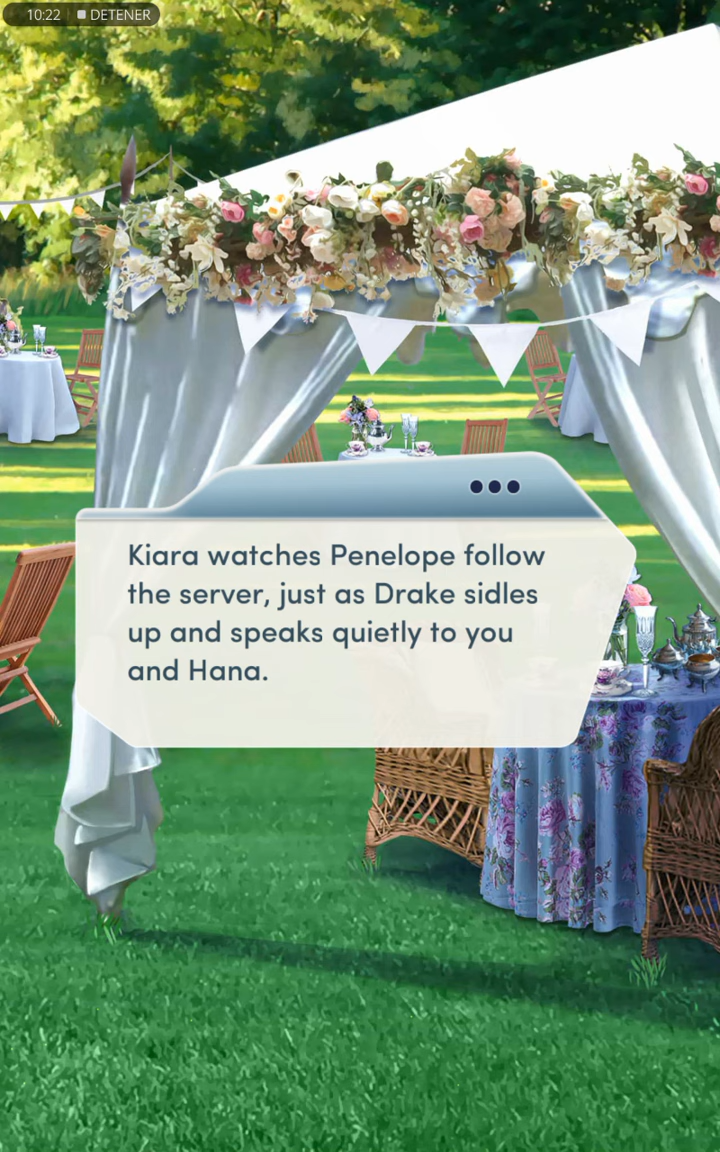 10:22 DETENER
Kiara watches Penelope follow
the server, just as Drake sidles
up and speaks quietly to you
and Hana.